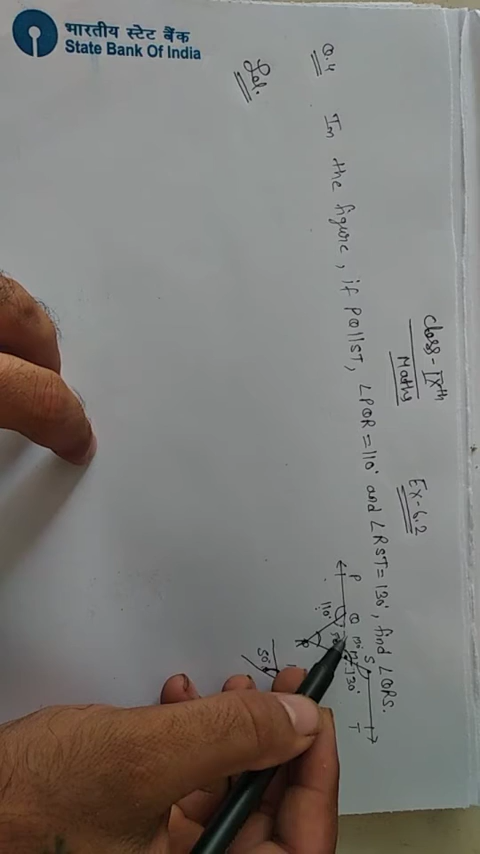 भारतीय स्टेट बैंक
State Bank Of India
Class-IXth
Maths
Ex-6.2
Q.4 In the figure, if PQ||ST, ∠PQR=110° and ∠RST=130°, find ∠QRS.
Sol.
P
Q
S
T
110°
130°
R
50°